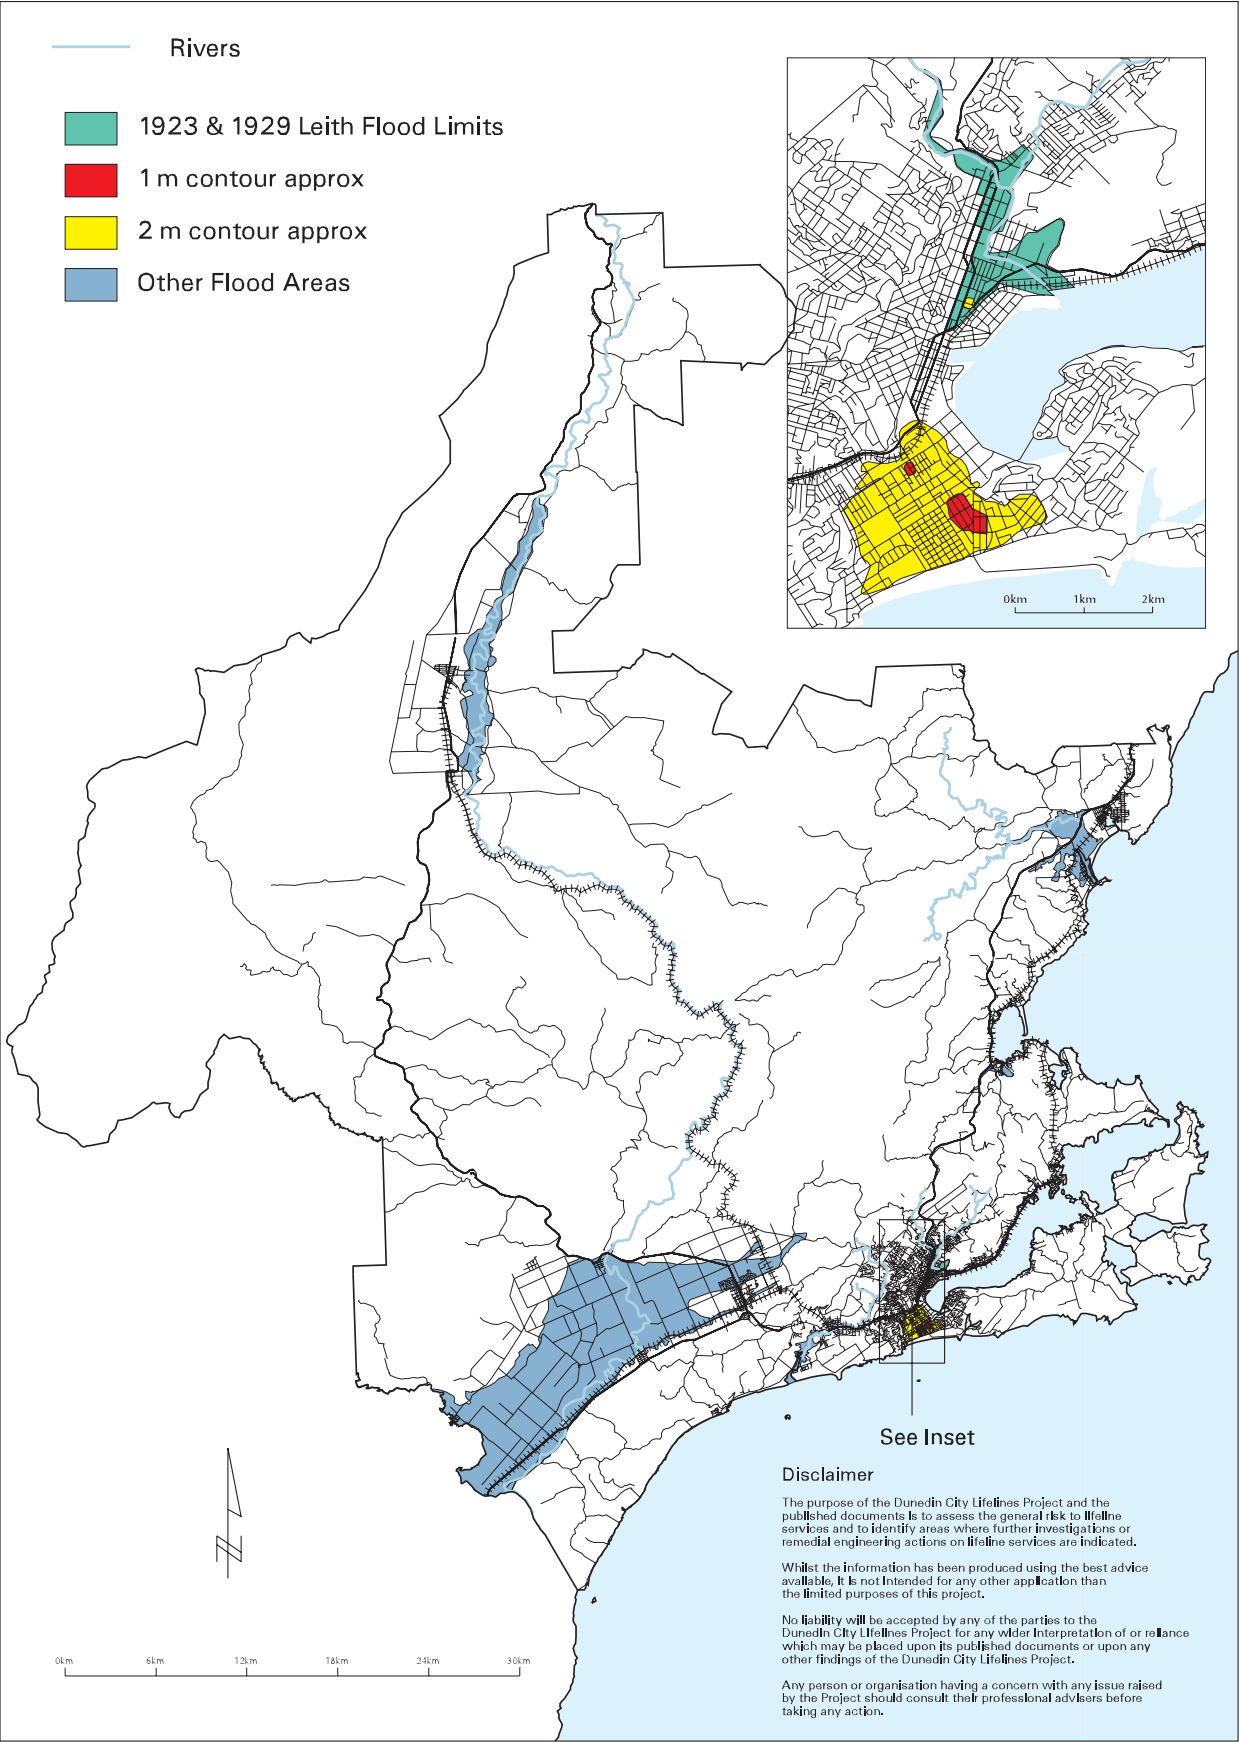 Rivers
1923 & 1929 Leith Flood Limits
1 m contour approx
2 m contour approx
Other Flood Areas
0km 1km 2km
See Inset
Disclaimer
The purpose of the Dunedin City Lifelines Project and the
published documents is to assess the general risk to lifeline
services and to identify areas where further investigations or
remedial engineering actions on lifeline services are indicated.
Whilst the information has been produced using the best advice
available, it is not intended for any other application than
the limited purposes of this project.
No liability will be accepted by any of the parties to the
Dunedin City Lifelines Project for any wider interpretation of or reliance
which may be placed upon its published documents or upon any
other findings of the Dunedin City Lifelines Project.
Any person or organisation having a concern with any issue raised
by the Project should consult their professional advisers before
taking any action.
0km 6km 12km 18km 24km 30km